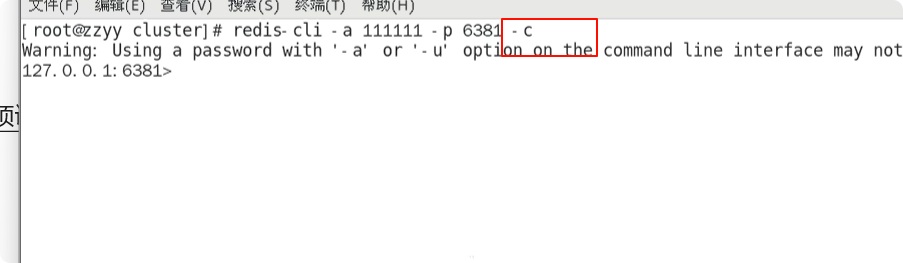 文件(F) 编辑(E) 查看(V) 搜索(S) 终端(T) 帮助(H)
[root@zzyy cluster]# redis-cli -a 111111 -p 6381 -c
Warning: Using a password with '-a' or '-u' option on the command line interface may not
127.0.0.1:6381>